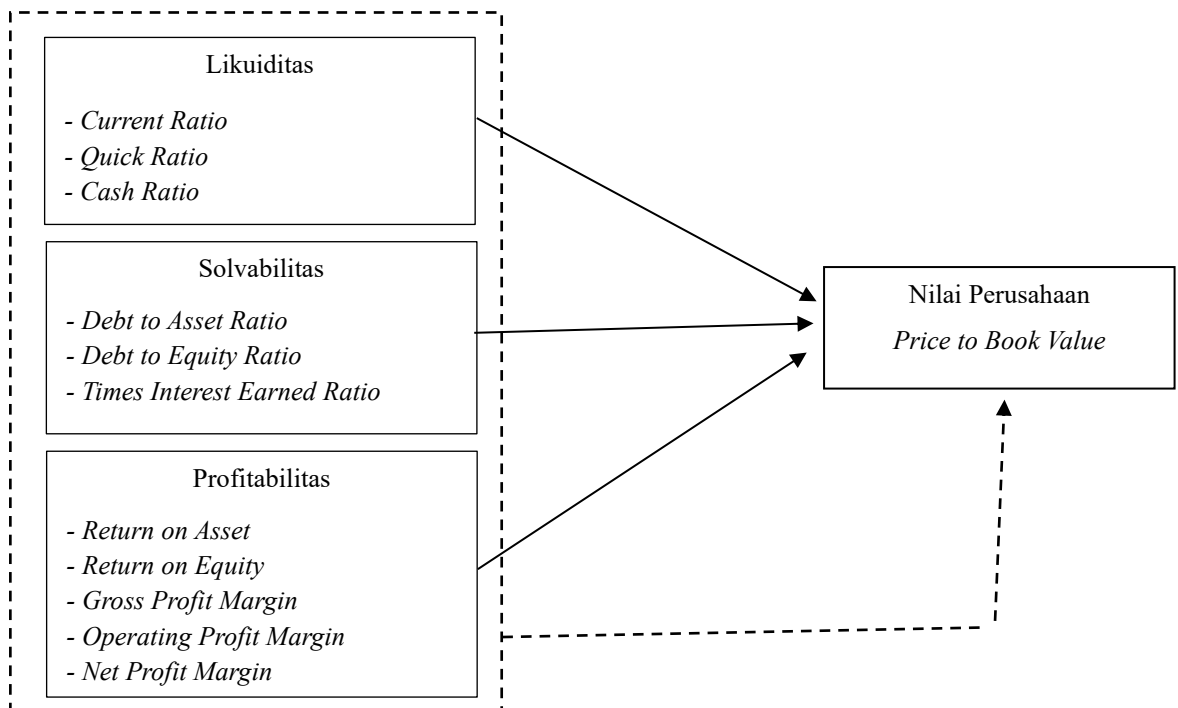 Likuiditas
- Current Ratio
- Quick Ratio
- Cash Ratio
Solvabilitas
- Debt to Asset Ratio
- Debt to Equity Ratio
- Times Interest Earned Ratio
Profitabilitas
- Return on Asset
- Return on Equity
- Gross Profit Margin
- Operating Profit Margin
- Net Profit Margin
Nilai Perusahaan
Price to Book Value